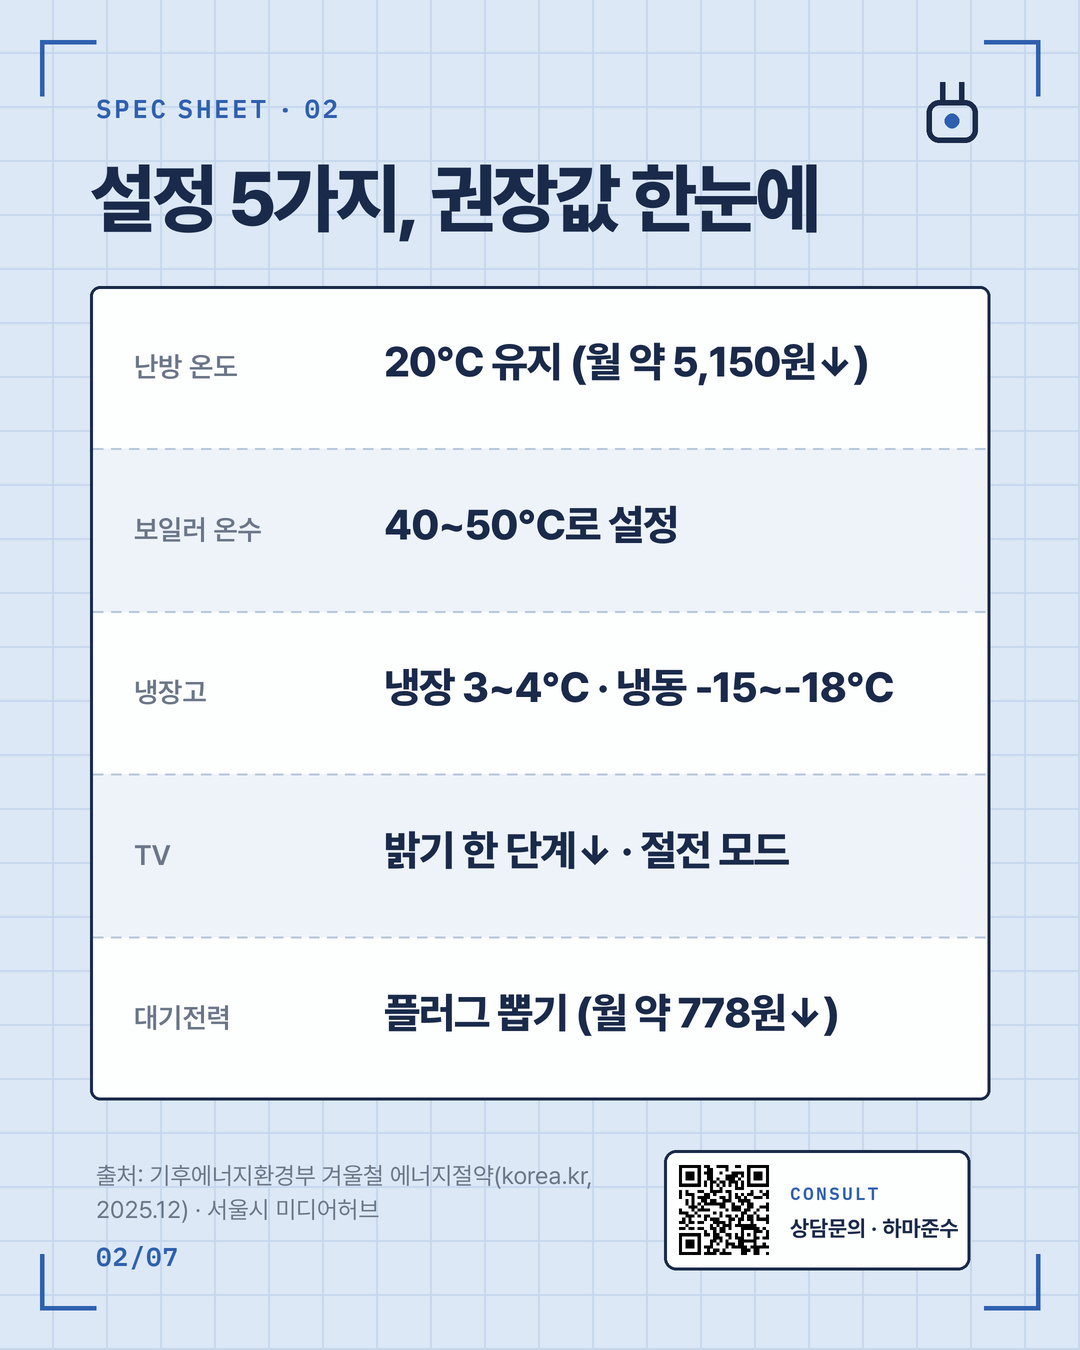 SPEC SHEET · 02
설정 5가지, 권장값 한눈에
난방 온도
20°C 유지 (월 약 5,150원↓)
보일러 온수
40~50°C로 설정
냉장고
냉장 3~4°C · 냉동 -15~-18°C
TV
밝기 한 단계↓ · 절전 모드
대기전력
플러그 뽑기 (월 약 778원↓)
출처: 기후에너지환경부 겨울철 에너지절약(korea.kr,
2025.12) · 서울시 미디어허브
02/07
CONSULT
상담문의 · 하마준수